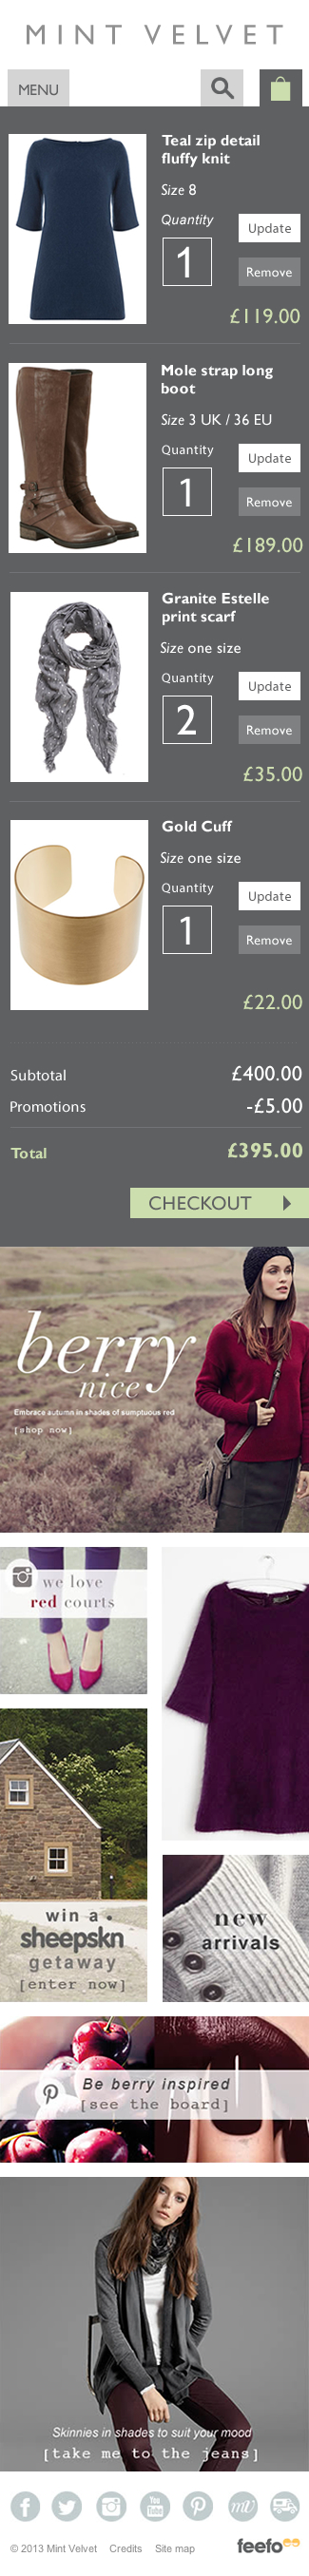 MINT VELVET
MENU
Teal zip detail
fluffy knit
Size 8
Quantity
Update
1
Remove
£119.00
Mole strap long
boot
Size 3 UK / 36 EU
Quantity
Update
1
Remove
£189.00
Granite Estelle
print scarf
Size one size
Quantity
Update
2
Remove
£35.00
Gold Cuff
Size one size
Quantity
Update
1
Remove
£22.00
Subtotal £400.00
Promotions -£5.00
Total £395.00
CHECKOUT
berry
nice
Embrace autumn in shades of sumptuous red
[shop now]
we love
red courts
win a
sheepskn
getaway
[enter now]
new
arrivals
Be berry inspired
[see the board]
Skinnies in shades to suit your mood
[take me to the jeans]
You
Tube
mv
© 2013 Mint Velvet Credits Site map
feefo